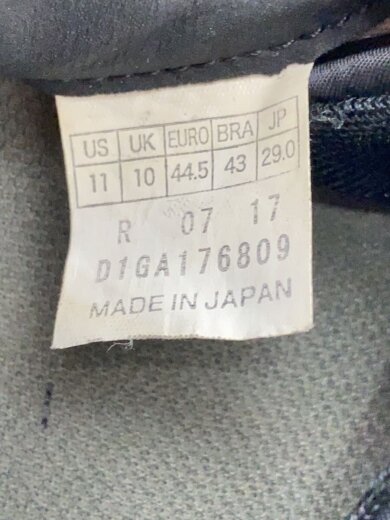 US UK EURO BRA JP
11 10 44.5 43 29.0
R 07 17
D1GA176809
MADE IN JAPAN